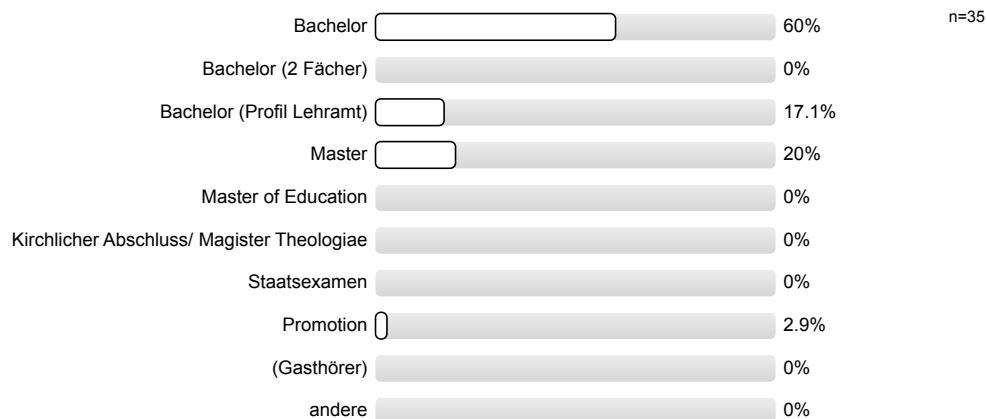 n=35
Bachelor 60%
Bachelor (2 Fächer) 0%
Bachelor (Profil Lehramt) 17.1%
Master 20%
Master of Education 0%
Kirchlicher Abschluss/ Magister Theologiae 0%
Staatsexamen 0%
Promotion 2.9%
(Gasthörer) 0%
andere 0%